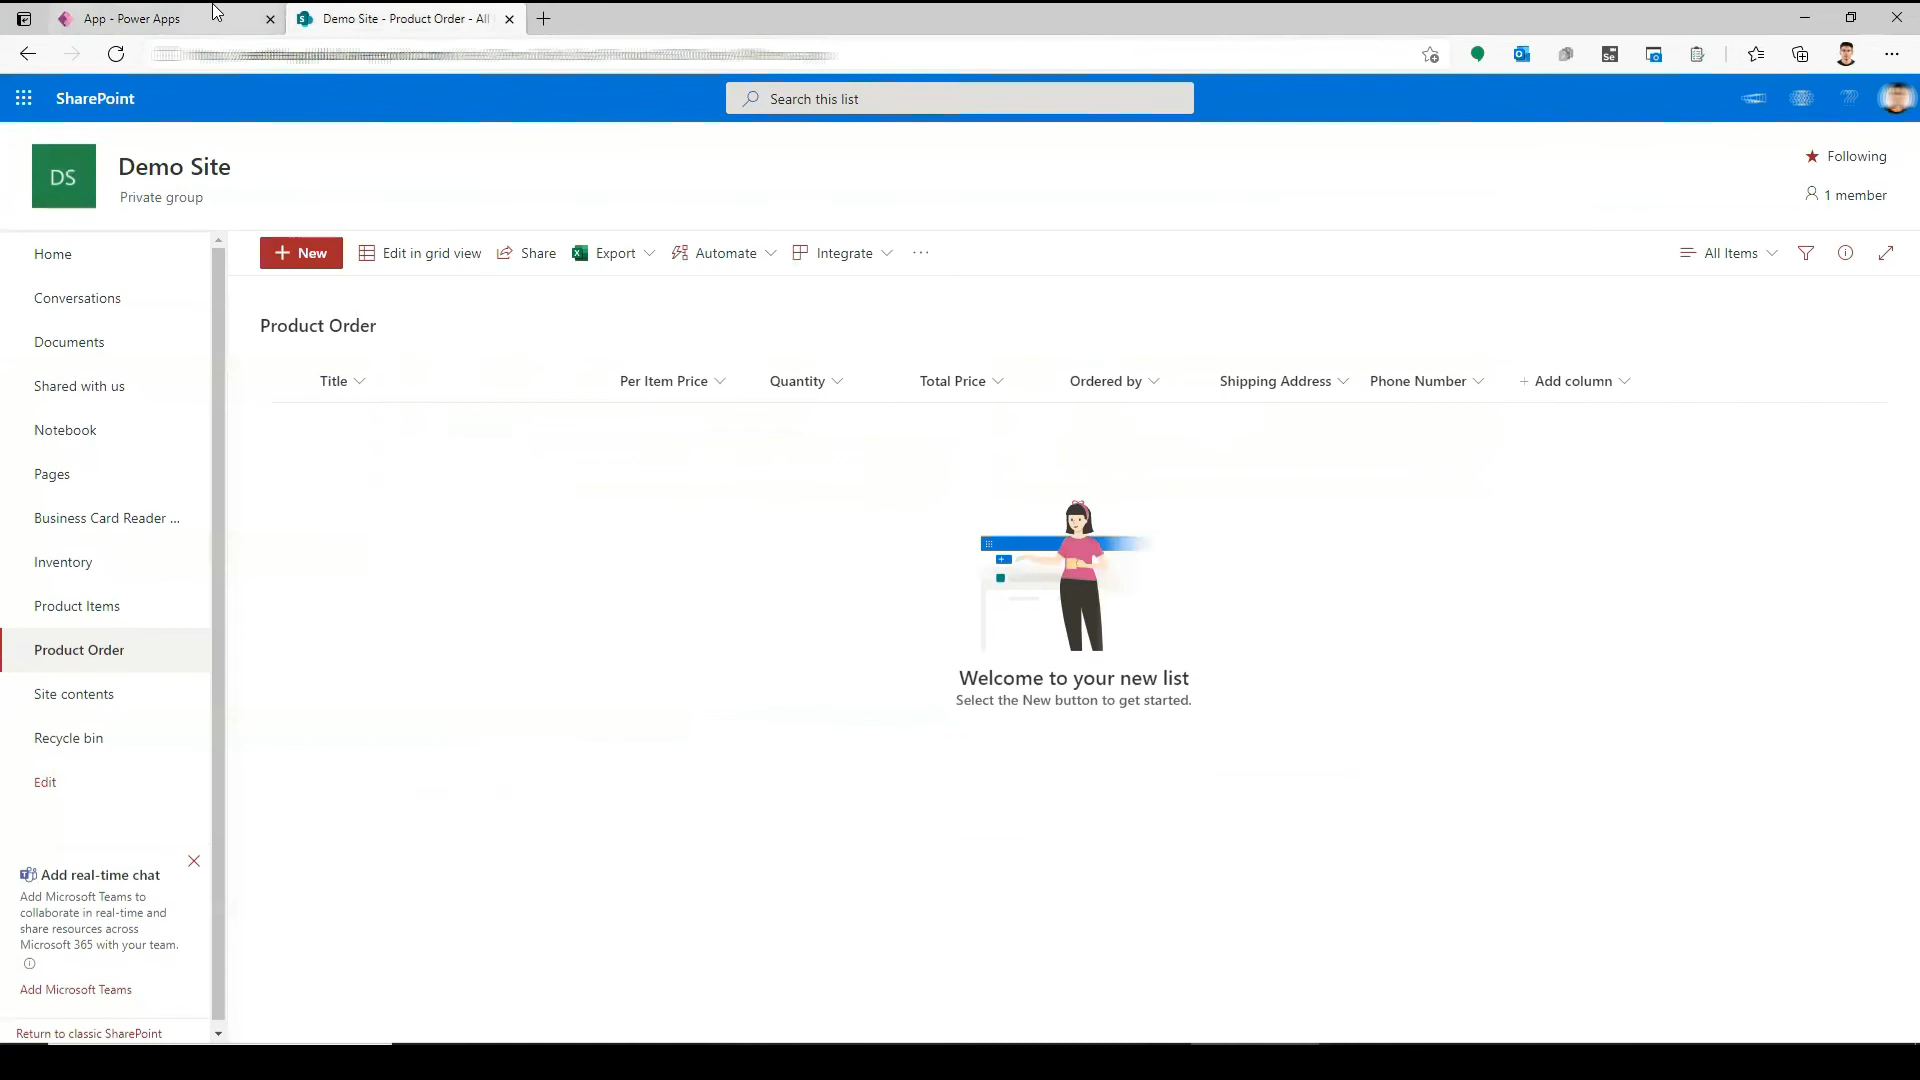 App - Power Apps
Demo Site - Product Order - All
SharePoint
Search this list
DS
Demo Site
Private group
Following
1 member
Home
Conversations
Documents
Shared with us
Notebook
Pages
Business Card Reader ...
Inventory
Product Items
Product Order
Site contents
Recycle bin
Edit
New
Edit in grid view
Share
Export
Automate
Integrate
All Items
Product Order
Title
Per Item Price
Quantity
Total Price
Ordered by
Shipping Address
Phone Number
Add column
Welcome to your new list
Select the New button to get started.
Add real-time chat
Add Microsoft Teams to
collaborate in real-time and
share resources across
Microsoft 365 with your team.
Add Microsoft Teams
Return to classic SharePoint